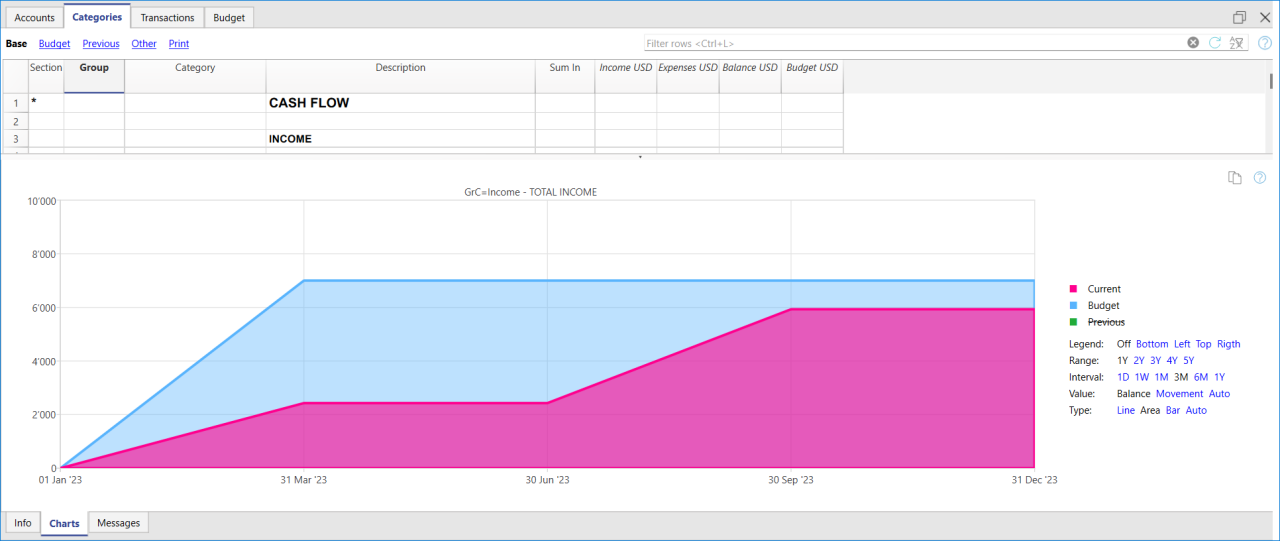 Accounts Categories Transactions Budget
Base Budget Previous Other Print Filter rows <Ctrl+L>
Section Group Category Description Sum In Income USD Expenses USD Balance USD Budget USD
1 * CASH FLOW
2
3 INCOME
GrC=Income - TOTAL INCOME
10'000
8'000
6'000
4'000
2'000
0
01 Jan '23 31 Mar '23 30 Jun '23 30 Sep '23 31 Dec '23
Current
Budget
Previous
Legend: Off Bottom Left Top Rigth
Range: 1Y 2Y 3Y 4Y 5Y
Interval: 1D 1W 1M 3M 6M 1Y
Value: Balance Movement Auto
Type: Line Area Bar Auto
Info Charts Messages